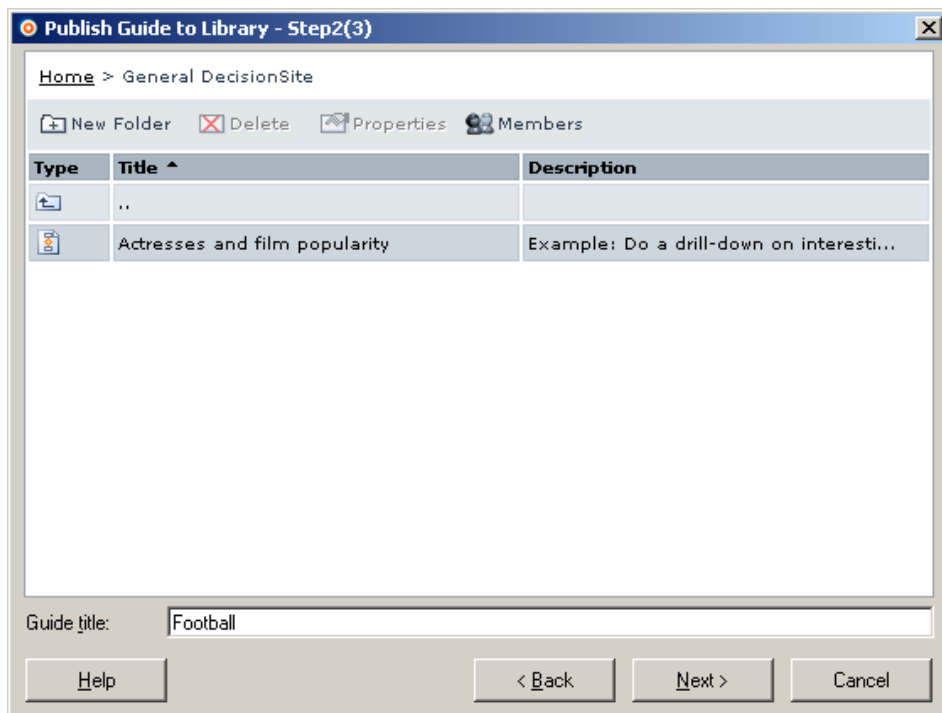 Publish Guide to Library - Step2(3)
Home > General DecisionSite
New Folder Delete Properties Members
Type Title Description
..
Actresses and film popularity Example: Do a drill-down on interesti...
Guide title: Football
Help < Back Next > Cancel